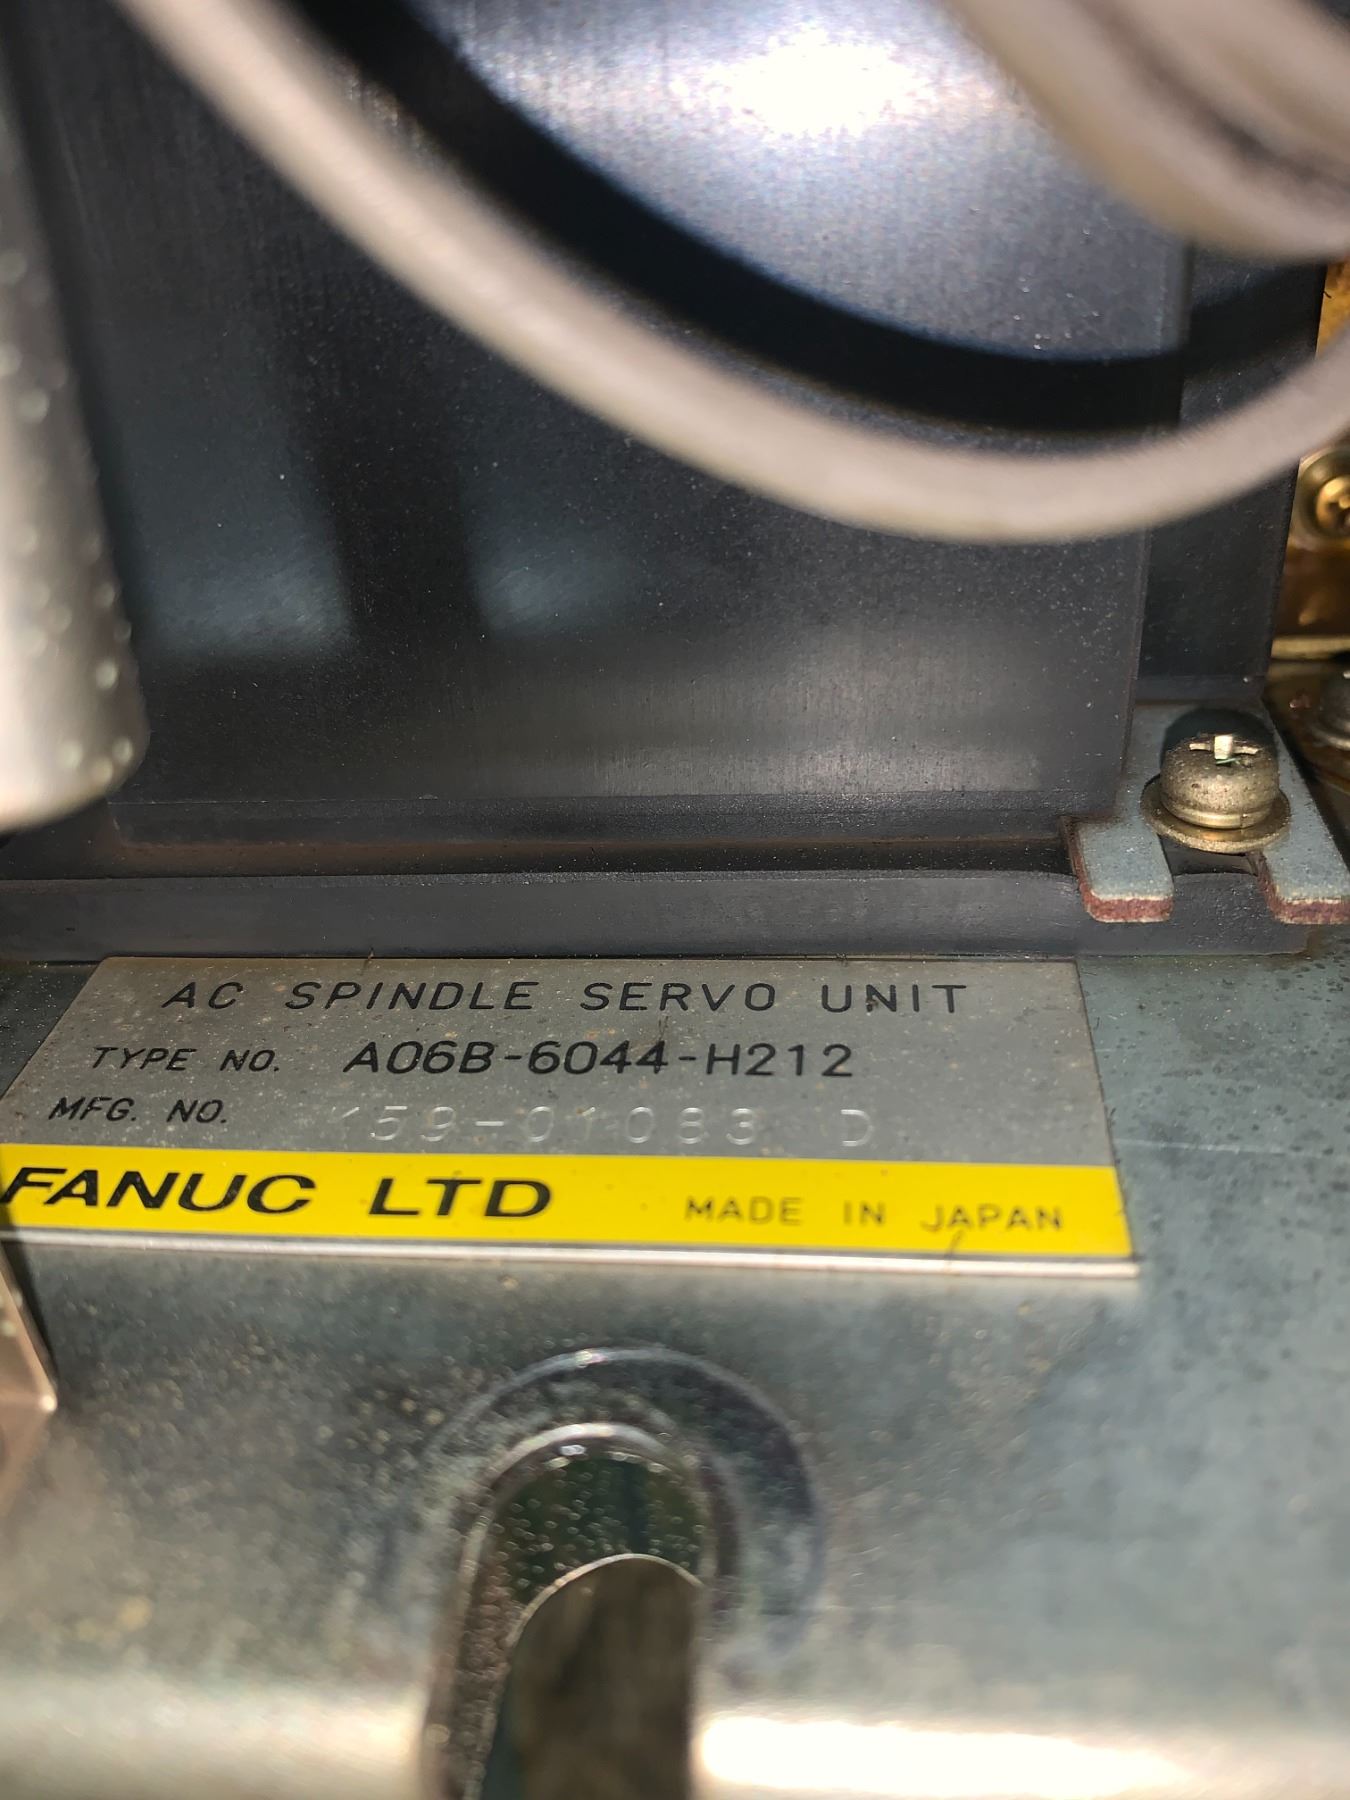 AC SPINDLE SERVO UNIT
TYPE NO. A06B-6044-H212
MFG. NO. D
FANUC LTD MADE IN JAPAN